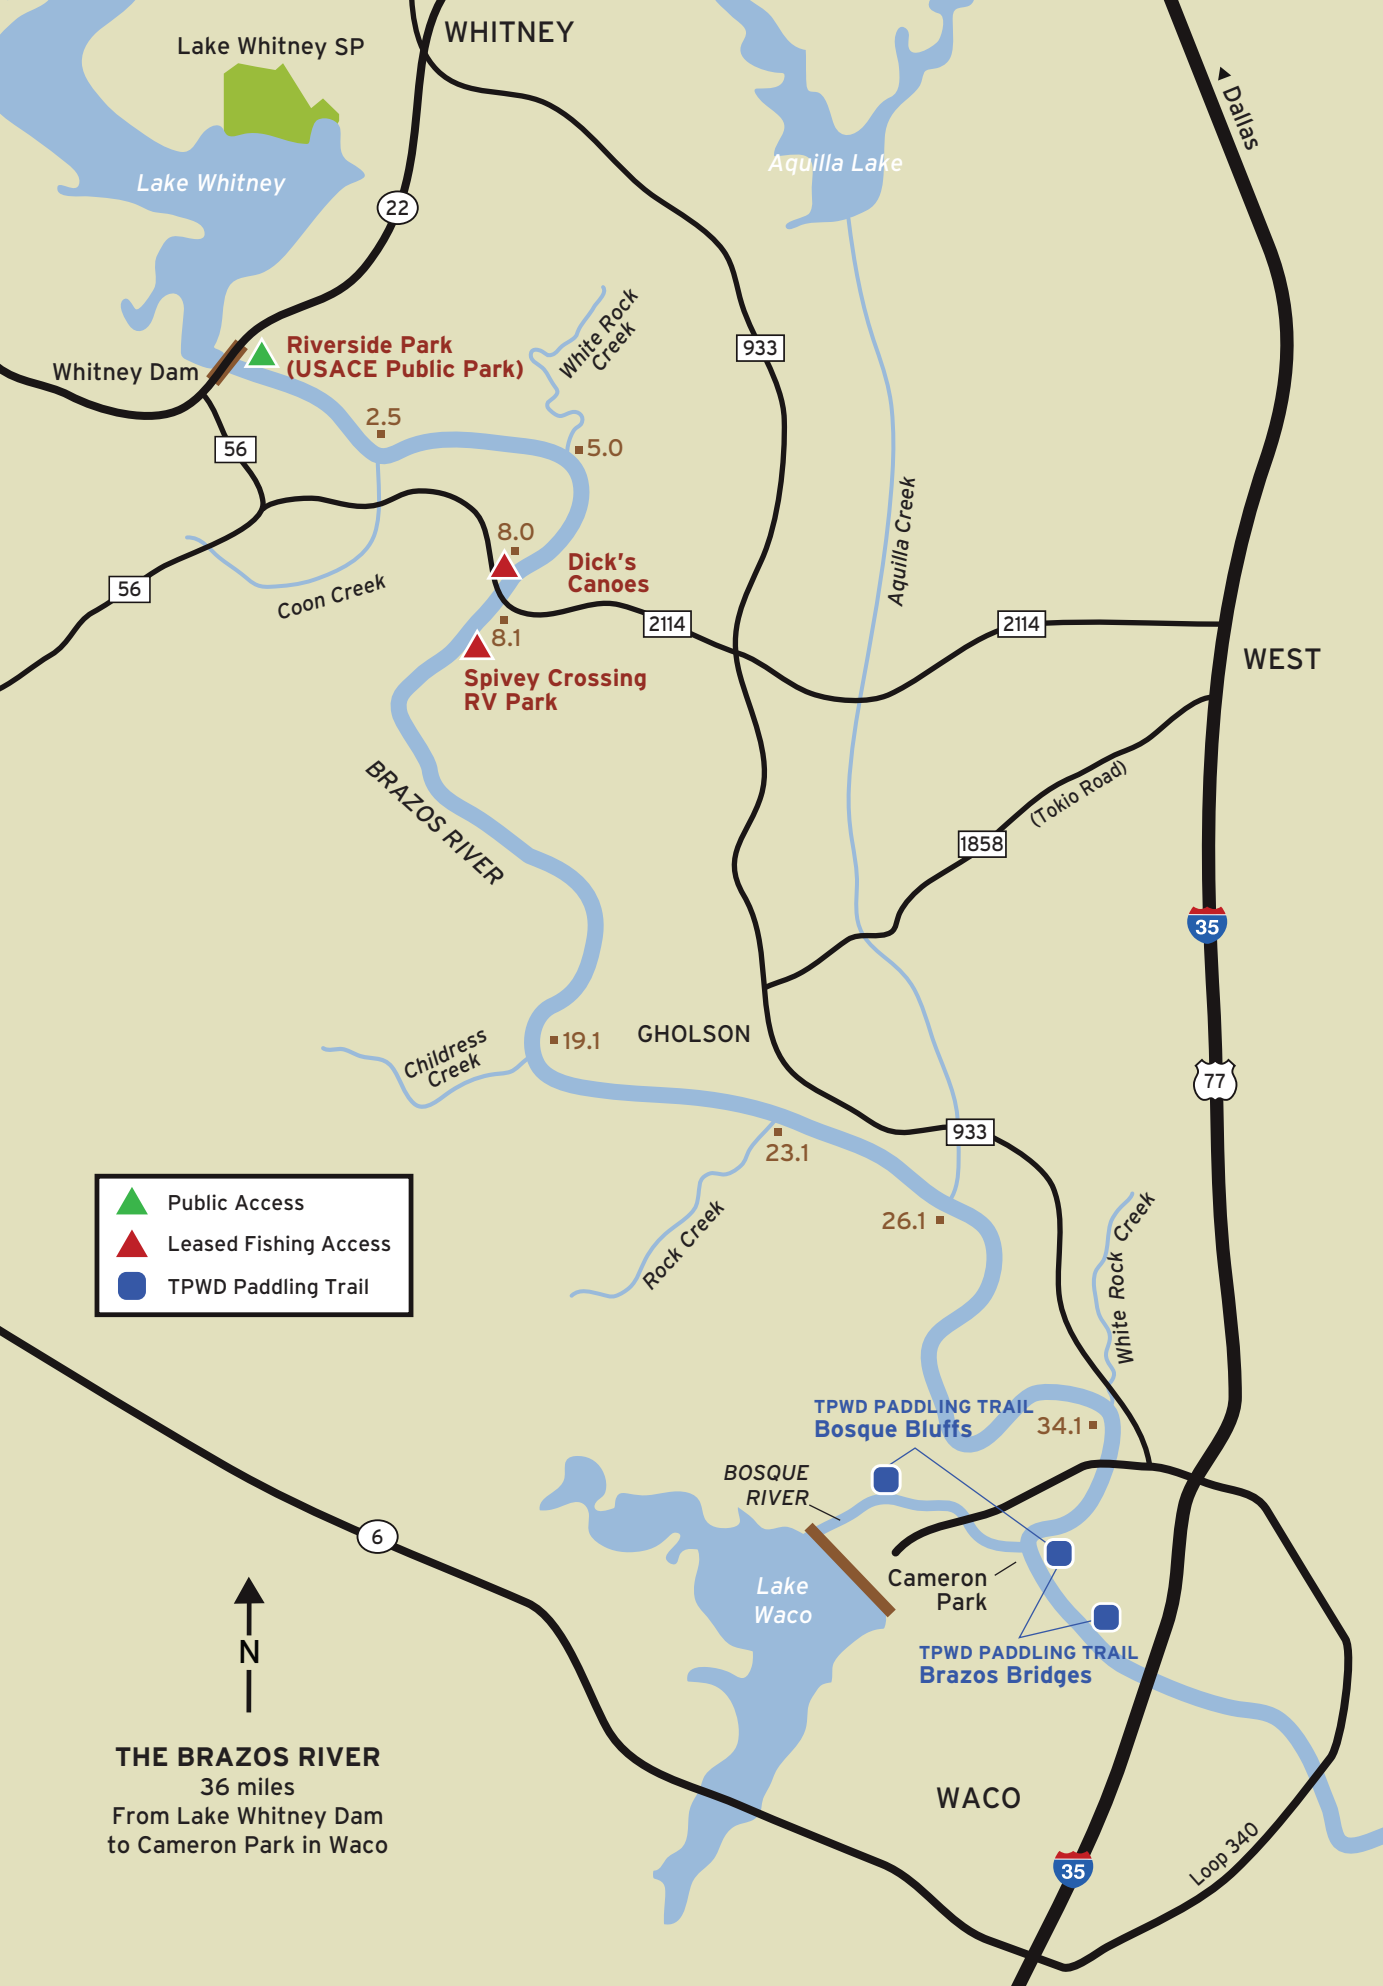 WHITNEY
Lake Whitney SP
Dallas
Aquilla Lake
Lake Whitney
22
White Rock
Creek
933
Riverside Park
(USACE Public Park)
Whitney Dam
2.5
56
5.0
Aquilla Creek
8.0
Dick's
Canoes
56
Coon Creek
2114
2114
8.1
WEST
Spivey Crossing
RV Park
BRAZOS RIVER
(Tokio Road)
1858
35
GHOLSON
19.1
Childress
Creek
77
933
23.1
Public Access
Leased Fishing Access
TPWD Paddling Trail
Rock Creek
26.1
White Rock Creek
TPWD PADDLING TRAIL
Bosque Bluffs
34.1
BOSQUE
RIVER
6
Lake
Waco
Cameron
Park
TPWD PADDLING TRAIL
Brazos Bridges
N
THE BRAZOS RIVER
36 miles
From Lake Whitney Dam
to Cameron Park in Waco
WACO
Loop 340
35